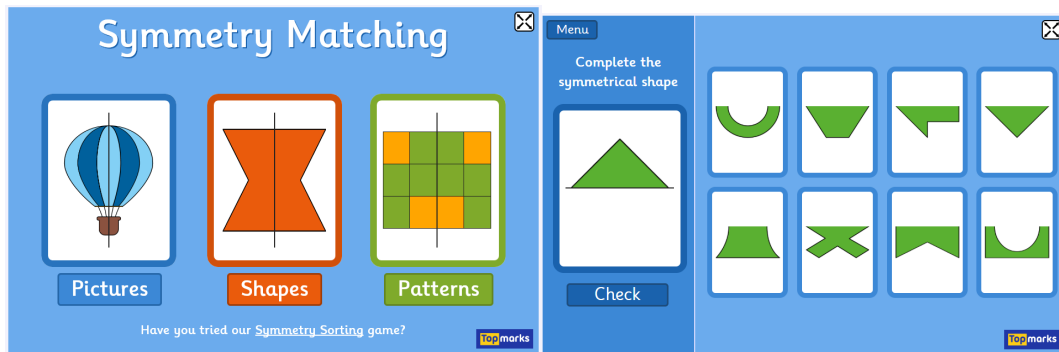 Symmetry Matching
Pictures
Shapes
Patterns
Have you tried our Symmetry Sorting game?
Topmarks
Menu
Complete the
symmetrical shape
Check
Topmarks